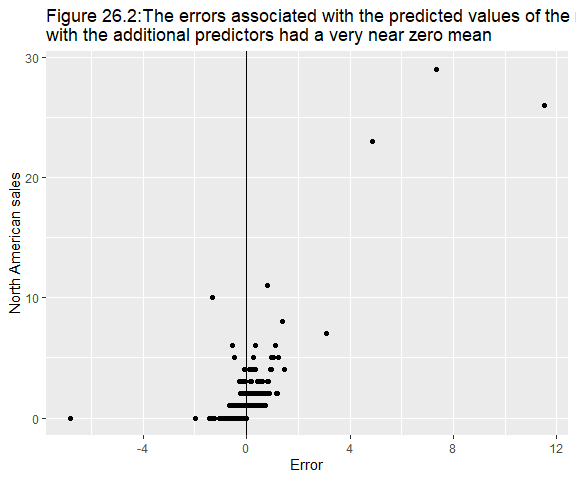 Figure 26.2:The errors associated with the predicted values of the
with the additional predictors had a very near zero mean
30
20
10
0
North American sales
-4
0
4
8
12
Error